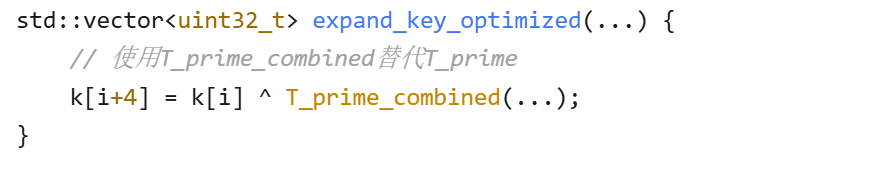 std::vector<uint32_t> expand_key_optimized(...) {
    // 使用T_prime_combined替代T_prime
    k[i+4] = k[i] ^ T_prime_combined(...);
}